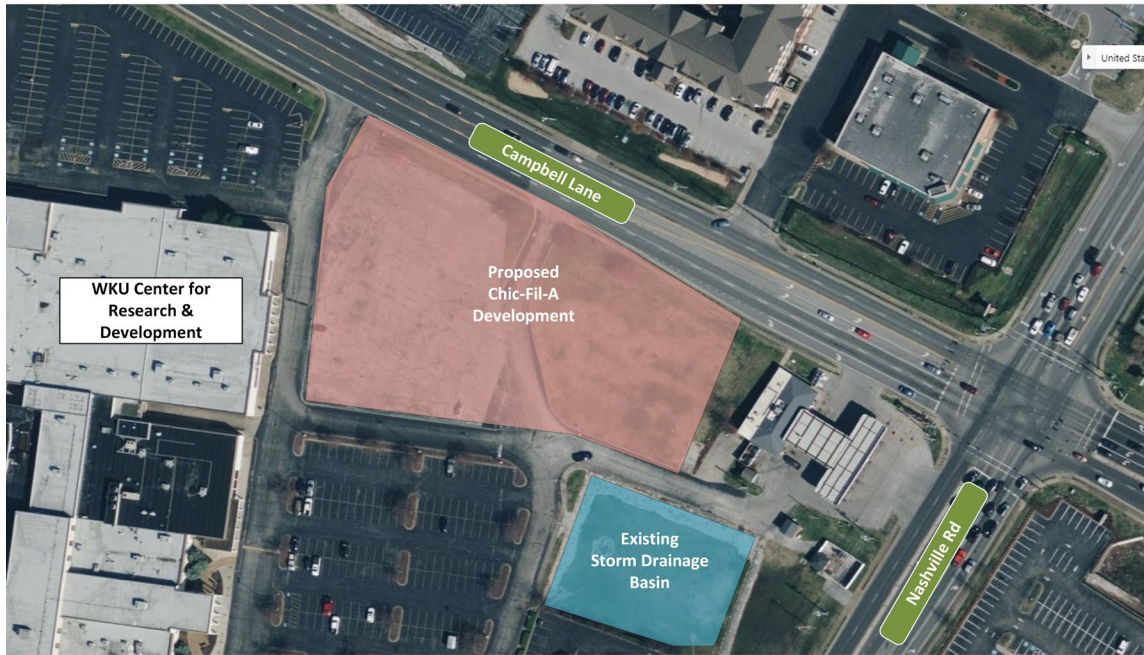 United Sta
Campbell Lane
Proposed
Chic-Fil-A
Development
WKU Center for
Research &
Development
Existing
Storm Drainage
Basin
Nashville Rd